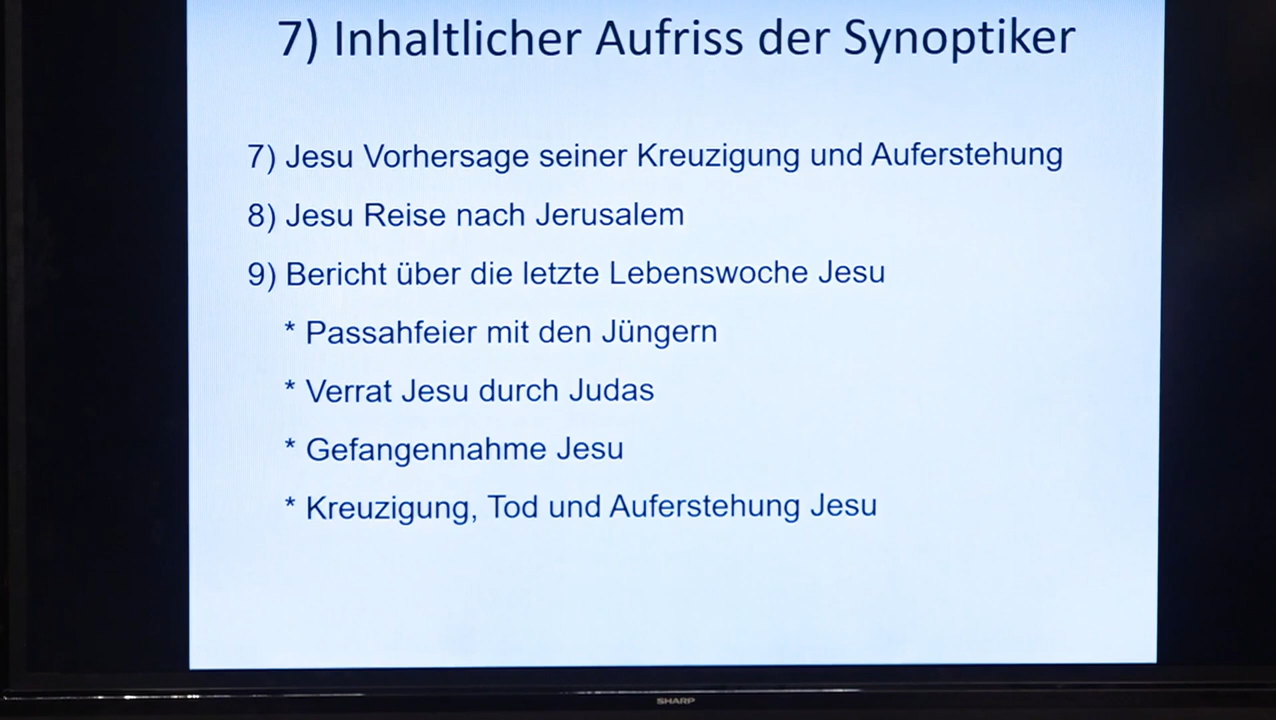 7) Inhaltlicher Aufriss der Synoptiker
7) Jesu Vorhersage seiner Kreuzigung und Auferstehung
8) Jesu Reise nach Jerusalem
9) Bericht über die letzte Lebenswoche Jesu
* Passahfeier mit den Jüngern
* Verrat Jesu durch Judas
* Gefangennahme Jesu
* Kreuzigung, Tod und Auferstehung Jesu
SHARP